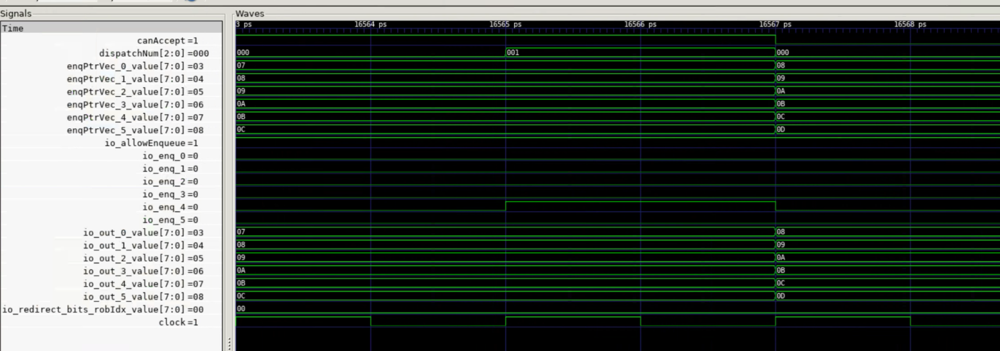 Signals Waves
Time 3 ps 16564 ps 16565 ps 16566 ps 16567 ps 16568 ps
canAccept =1
dispatchNum[2:0] =000 000 001 000
enqPtrVec_0_value[7:0] =03 07 08
enqPtrVec_1_value[7:0] =04 08 09
enqPtrVec_2_value[7:0] =05 09 0A
enqPtrVec_3_value[7:0] =06 0A 0B
enqPtrVec_4_value[7:0] =07 0B 0C
enqPtrVec_5_value[7:0] =08 0C 0D
io_allowEnqueue =1
io_enq_0 =0
io_enq_1 =0
io_enq_2 =0
io_enq_3 =0
io_enq_4 =0
io_enq_5 =0
io_out_0_value[7:0] =03 07 08
io_out_1_value[7:0] =04 08 09
io_out_2_value[7:0] =05 09 0A
io_out_3_value[7:0] =06 0A 0B
io_out_4_value[7:0] =07 0B 0C
io_out_5_value[7:0] =08 0C 0D
io_redirect_bits_robIdx_value[7:0] =00 00
clock =1